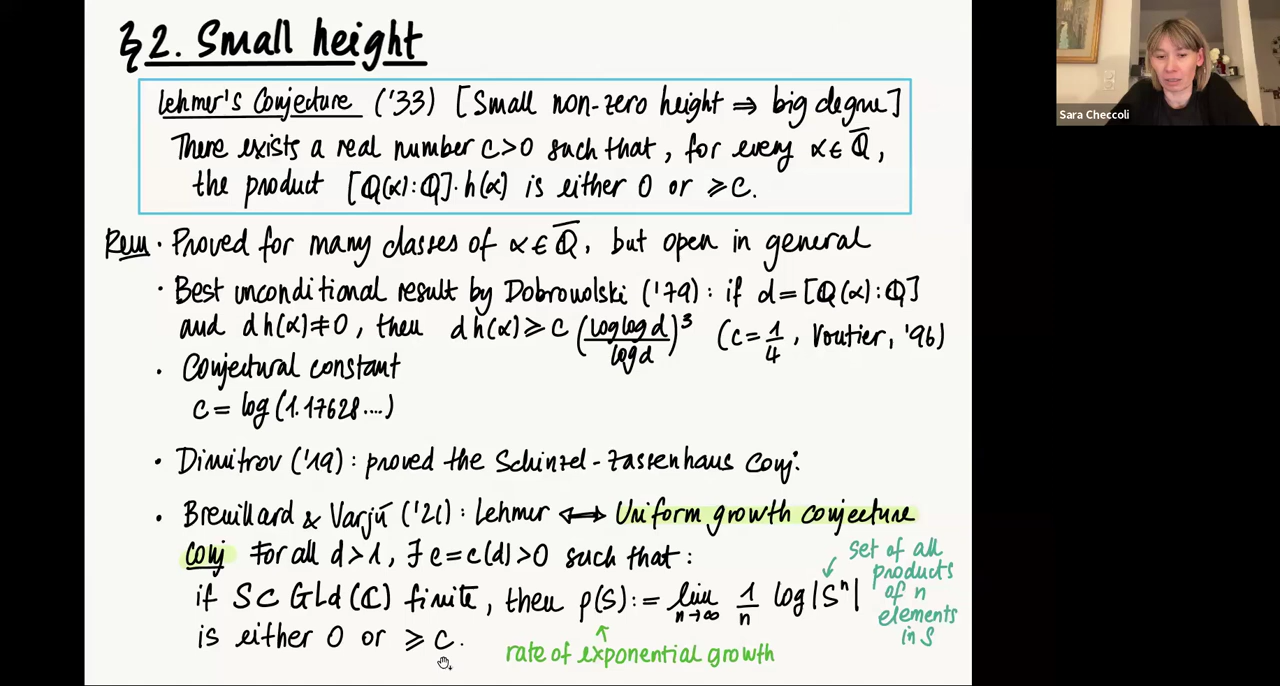 §2. Small height
Lehmer's Conjecture ('33) [Small non-zero height ⇒ big degree]
There exists a real number c>0 such that, for every α∈Q̅,
the product [Q(α):Q]·h(α) is either 0 or ≥c.
Rem · Proved for many classes of α∈Q̅, but open in general
· Best unconditional result by Dobrowolski ('79): if d=[Q(α):Q]
and dh(α)≠0, then dh(α)≥c (loglog d / log d)³ (c=1/4, Voutier, '96)
· Conjectural constant
c = log(1.17628....)
· Dimitrov ('19): proved the Schinzel-Zassenhaus conj.
· Breuillard & Varjú ('21): Lehmer ⟺ Uniform growth conjecture
Conj For all d>1, ∃ c=c(d)>0 such that:
if S⊂GLd(C) finite, then ρ(S):= lim n→∞ 1/n log|Sⁿ|
is either 0 or ≥ c.
set of all
products
of n
elements
in S
rate of exponential growth
Sara Checcoli